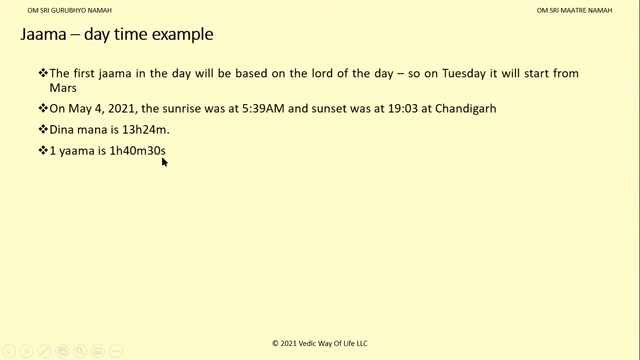 OM SRI GURUBHYO NAMAH
OM SRI MAATRE NAMAH
Jaama – day time example
❖The first jaama in the day will be based on the lord of the day – so on Tuesday it will start from
Mars
❖On May 4, 2021, the sunrise was at 5:39AM and sunset was at 19:03 at Chandigarh
❖Dina mana is 13h24m.
❖1 yaama is 1h40m30s
© 2021 Vedic Way Of Life LLC